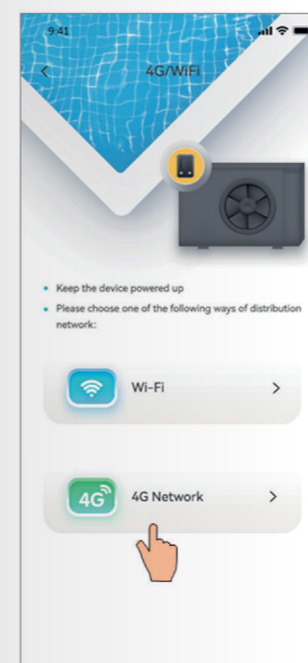 9:41
4G/WiFi
Keep the device powered up
Please choose one of the following ways of distribution
network:
Wi-Fi
4G
4G Network